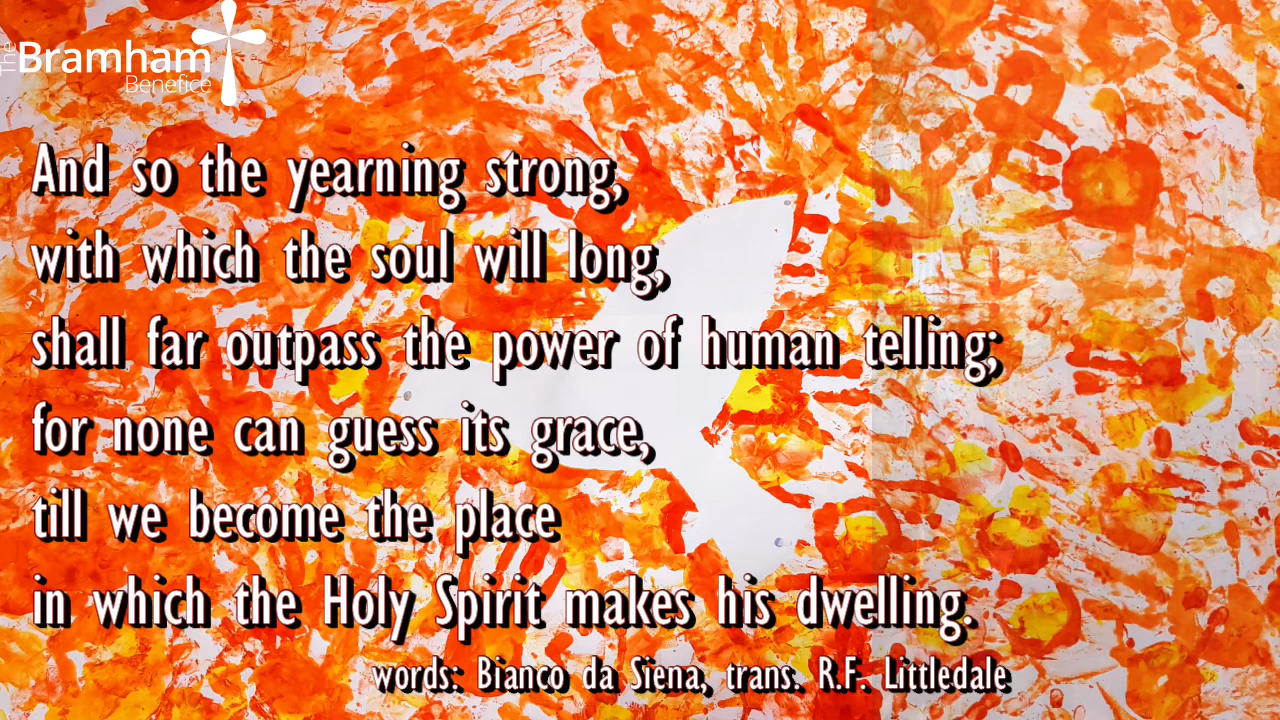 The
Bramham
Benefice
And so the yearning strong,
with which the soul will long,
shall far outpass the power of human telling;
for none can guess its grace,
till we become the place
in which the Holy Spirit makes his dwelling.
words: Bianco da Siena, trans. R.F. Littledale